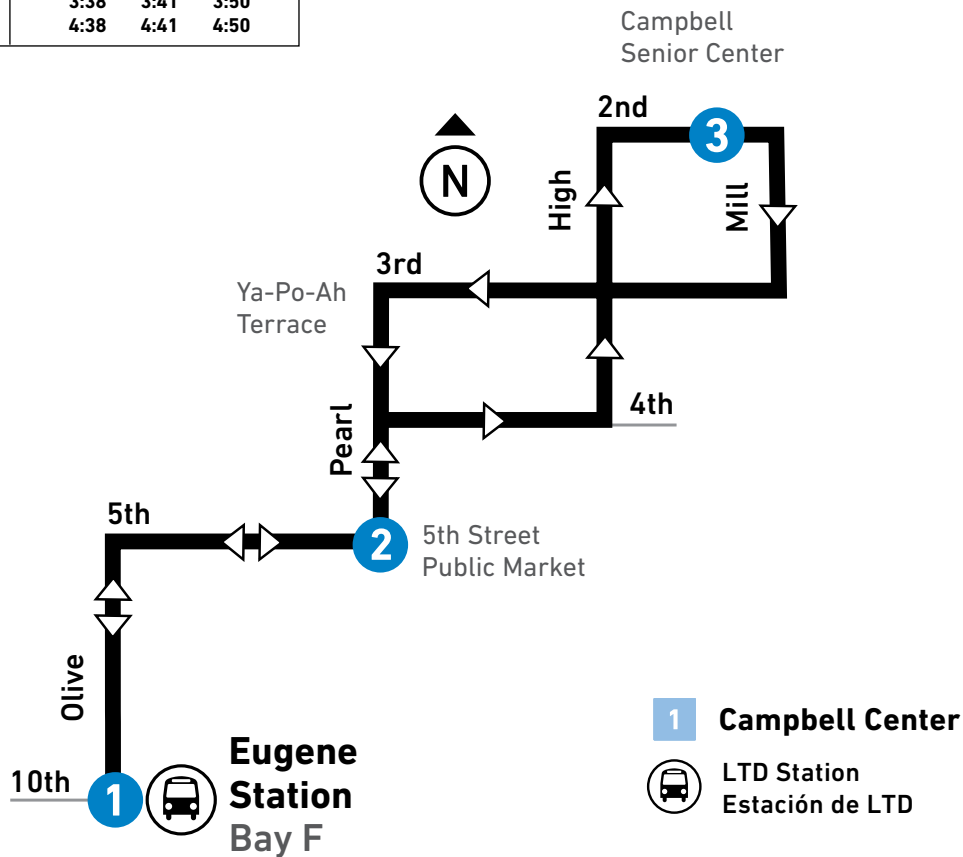 3:38 3:41 3:50
4:38 4:41 4:50
Campbell
Senior Center
2nd
3
N
High
Mill
3rd
Ya-Po-Ah
Terrace
4th
Pearl
5th
2
5th Street
Public Market
Olive
1 Campbell Center
Eugene
Station
Bay F
10th
1
LTD Station
Estación de LTD